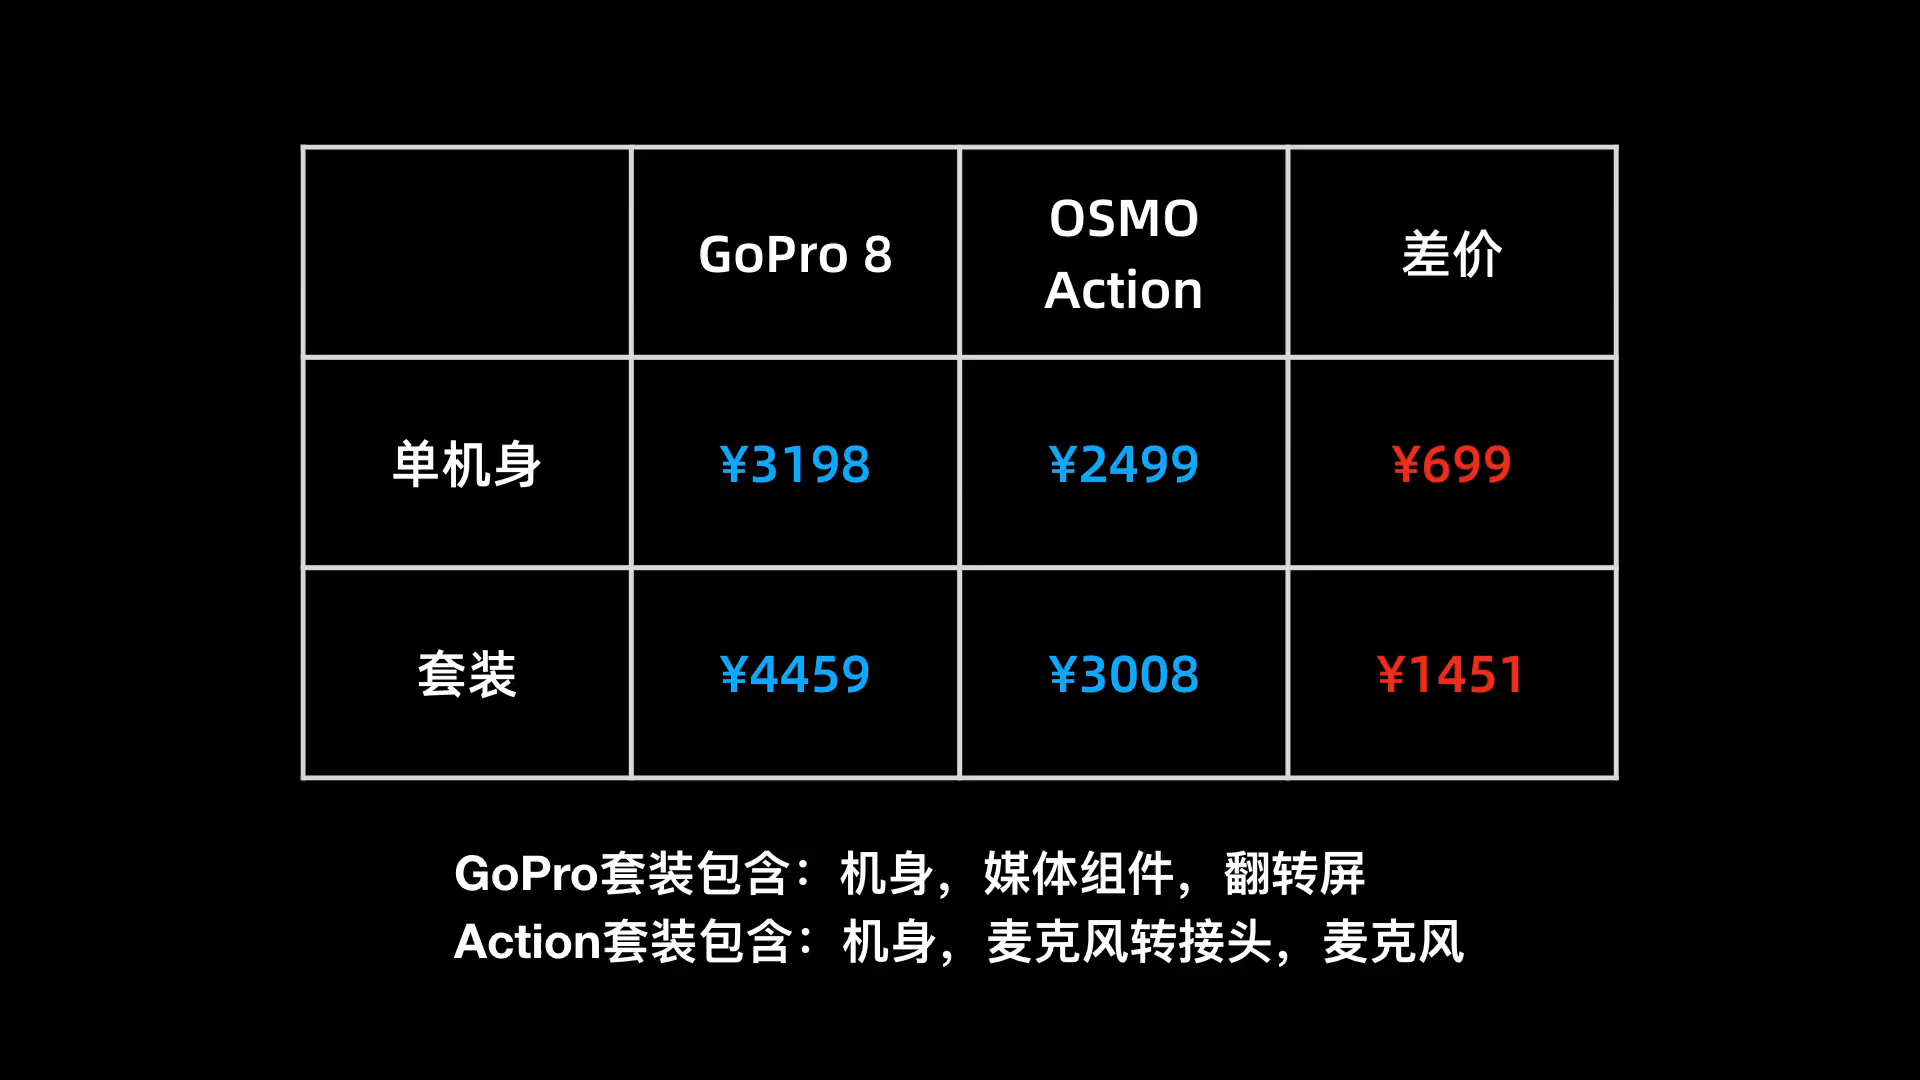 GoPro 8
OSMO
Action
差价
单机身
¥3198
¥2499
¥699
套装
¥4459
¥3008
¥1451
GoPro套装包含：机身，媒体组件，翻转屏
Action套装包含：机身，麦克风转接头，麦克风